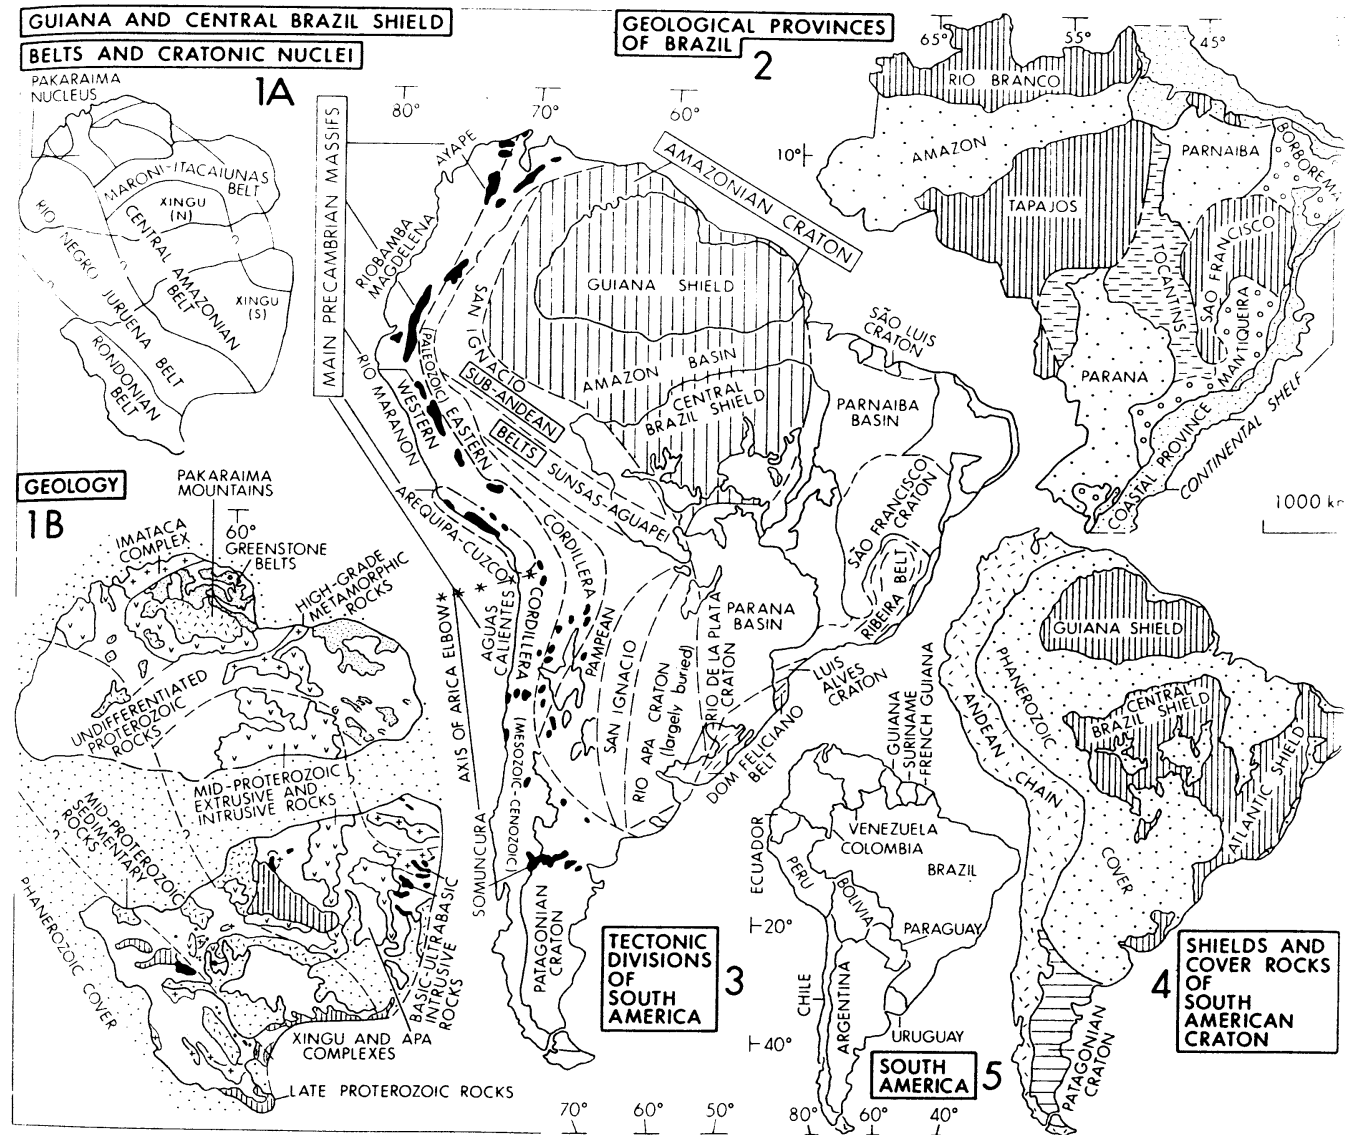 GUIANA AND CENTRAL BRAZIL SHIELD
BELTS AND CRATONIC NUCLEI
1A
PAKARAIMA
NUCLEUS
MARONI-ITACAIUNAS
BELT
XINGU
(N)
CENTRAL AMAZONIAN
BELT
XINGU
(S)
RIO NEGRO JURUENA BELT
RONDONIAN
BELT
GEOLOGY
1B
PAKARAIMA
MOUNTAINS
60°
IMATACA
COMPLEX
GREENSTONE
BELTS
HIGH-GRADE
METAMORPHIC
ROCKS
UNDIFFERENTIATED
PROTEROZOIC
ROCKS
MID-PROTEROZOIC
EXTRUSIVE AND
INTRUSIVE ROCKS
MID-PROTEROZOIC
SEDIMENTARY
ROCKS
PHANEROZOIC COVER
BASIC-ULTRABASIC
INTRUSIVE
ROCKS
XINGU AND APA
COMPLEXES
LATE PROTEROZOIC ROCKS
GEOLOGICAL PROVINCES
OF BRAZIL
2
65°
55°
45°
10°
RIO BRANCO
AMAZON
TAPAJOS
PARNAIBA
BORBOREMA
TOCANTINS
SÃO FRANCISCO
MANTIQUEIRA
PARANA
COASTAL PROVINCE
CONTINENTAL SHELF
1000 km
MAIN PRECAMBRIAN MASSIFS
80°
70°
60°
AYAPE
RIOBAMBA
MAGDELENA
RIO MARANON
AREQUIPA-CUZCO
AXIS OF ARICA ELBOW
AGUAS
CALIENTES
SOMUNCURA
AMAZONIAN CRATON
GUIANA SHIELD
AMAZON BASIN
CENTRAL
BRAZIL SHIELD
SAN IGNACIO
SUB-ANDEAN
BELTS
SUNSAS-AGUAPEI
(PALEOZOIC)
WESTERN
EASTERN
CORDILLERA
CORDILLERA
(MESOZOIC-CENOZOIC)
PAMPEAN
SAN IGNACIO
RIO APA CRATON
(largely buried)
RIO DE LA PLATA
CRATON
SÃO LUIS
CRATON
PARNAIBA
BASIN
SÃO FRANCISCO
CRATON
RIBEIRA BELT
PARANA
BASIN
LUIS
ALVES
CRATON
DOM FELICIANO
BELT
PATAGONIAN
CRATON
TECTONIC
DIVISIONS
OF
SOUTH
AMERICA
3
70°
60°
50°
GUIANA
SURINAME
FRENCH GUIANA
VENEZUELA
COLOMBIA
BRAZIL
ECUADOR
PERU
BOLIVIA
PARAGUAY
CHILE
ARGENTINA
URUGUAY
20°
40°
SOUTH
AMERICA
5
80°
60°
40°
GUIANA SHIELD
PHANEROZOIC
COVER
ANDEAN CHAIN
CENTRAL
BRAZIL SHIELD
ATLANTIC SHIELD
PATAGONIAN
CRATON
4
SHIELDS AND
COVER ROCKS
OF
SOUTH
AMERICAN
CRATON